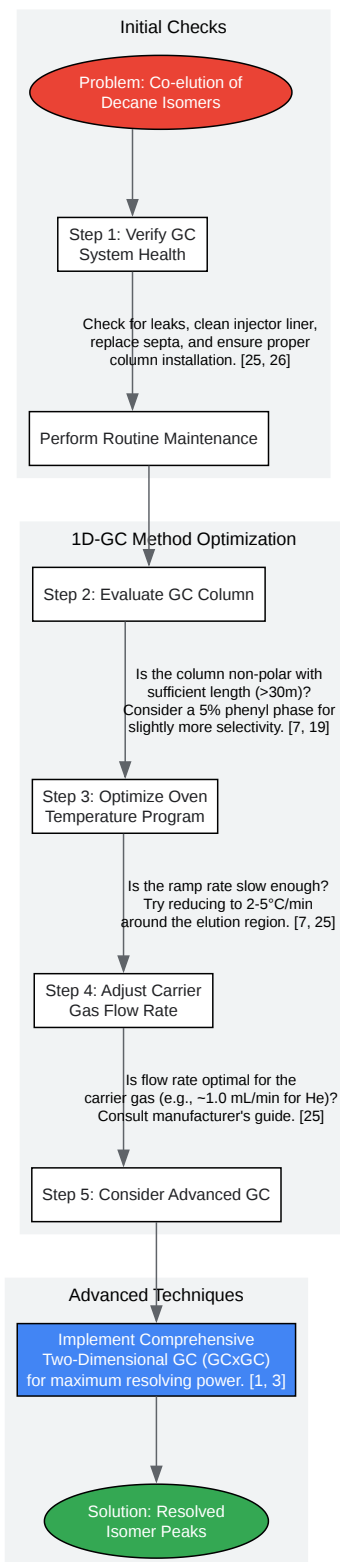 Initial Checks
Problem: Co-elution of
Decane Isomers
Step 1: Verify GC
System Health
Check for leaks, clean injector liner,
replace septa, and ensure proper
column installation. [25, 26]
Perform Routine Maintenance
1D-GC Method Optimization
Step 2: Evaluate GC Column
Is the column non-polar with
sufficient length (>30m)?
Consider a 5% phenyl phase for
slightly more selectivity. [7, 19]
Step 3: Optimize Oven
Temperature Program
Is the ramp rate slow enough?
Try reducing to 2-5°C/min
around the elution region. [7, 25]
Step 4: Adjust Carrier
Gas Flow Rate
Is flow rate optimal for the
carrier gas (e.g., ~1.0 mL/min for He)?
Consult manufacturer's guide. [25]
Step 5: Consider Advanced GC
Advanced Techniques
Implement Comprehensive
Two-Dimensional GC (GCxGC)
for maximum resolving power. [1, 3]
Solution: Resolved
Isomer Peaks